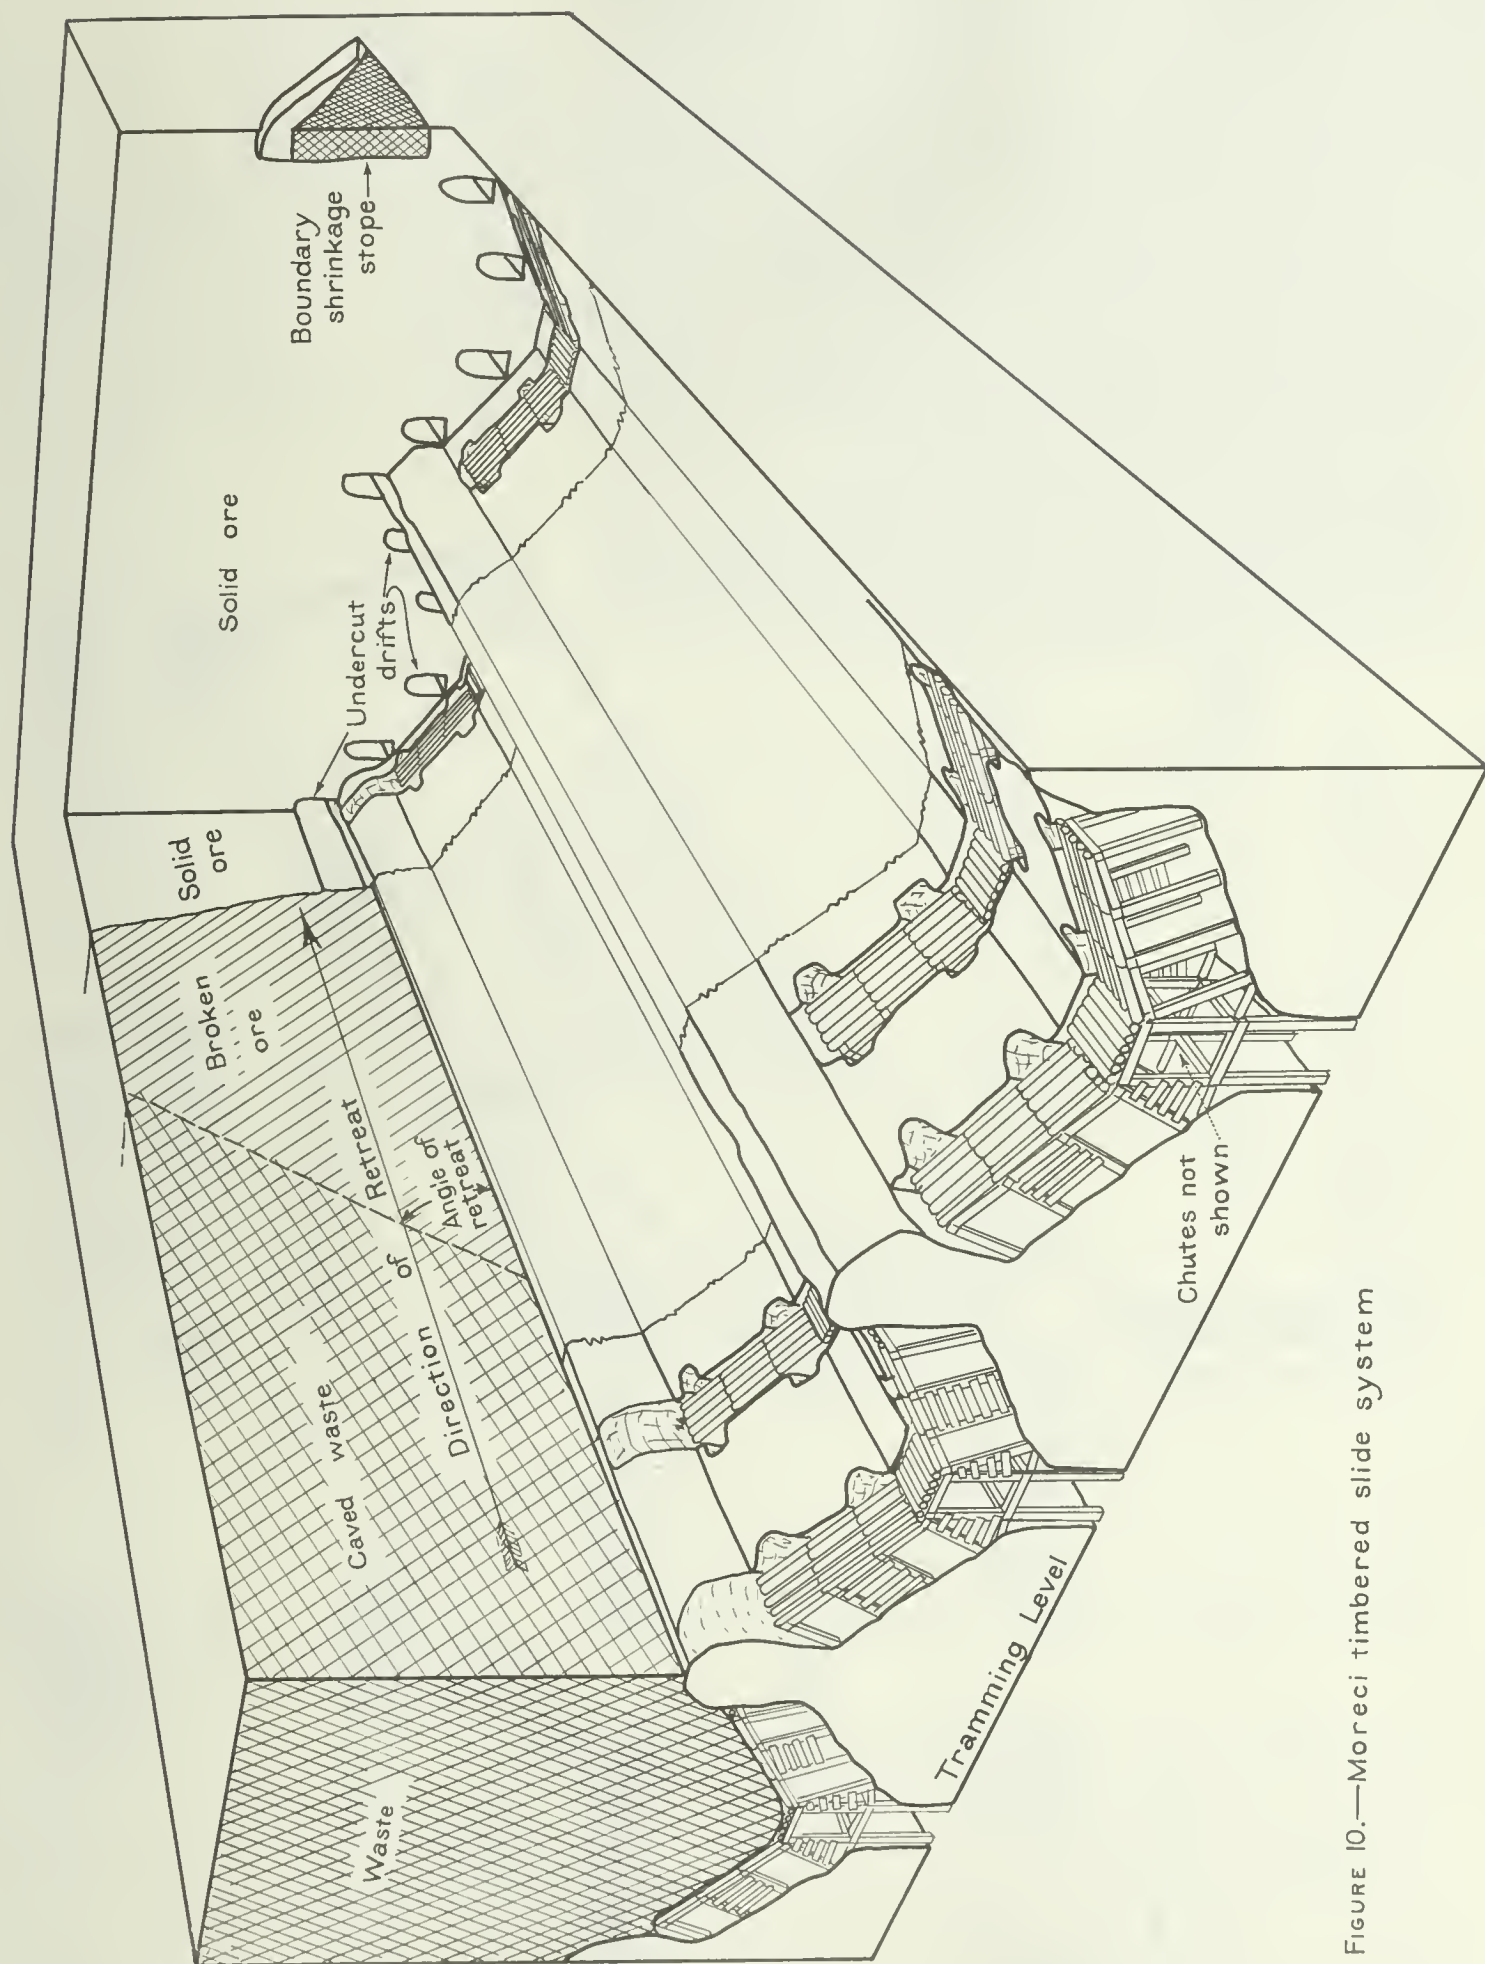 Boundary
shrinkage
stope
Solid ore
Undercut
drifts
Solid
ore
Broken
ore
Retreat
Angle of
retreat
of
Direction
Caved waste
Waste
Chutes not
shown
Tramming Level
FIGURE 10.—Moreci timbered slide system